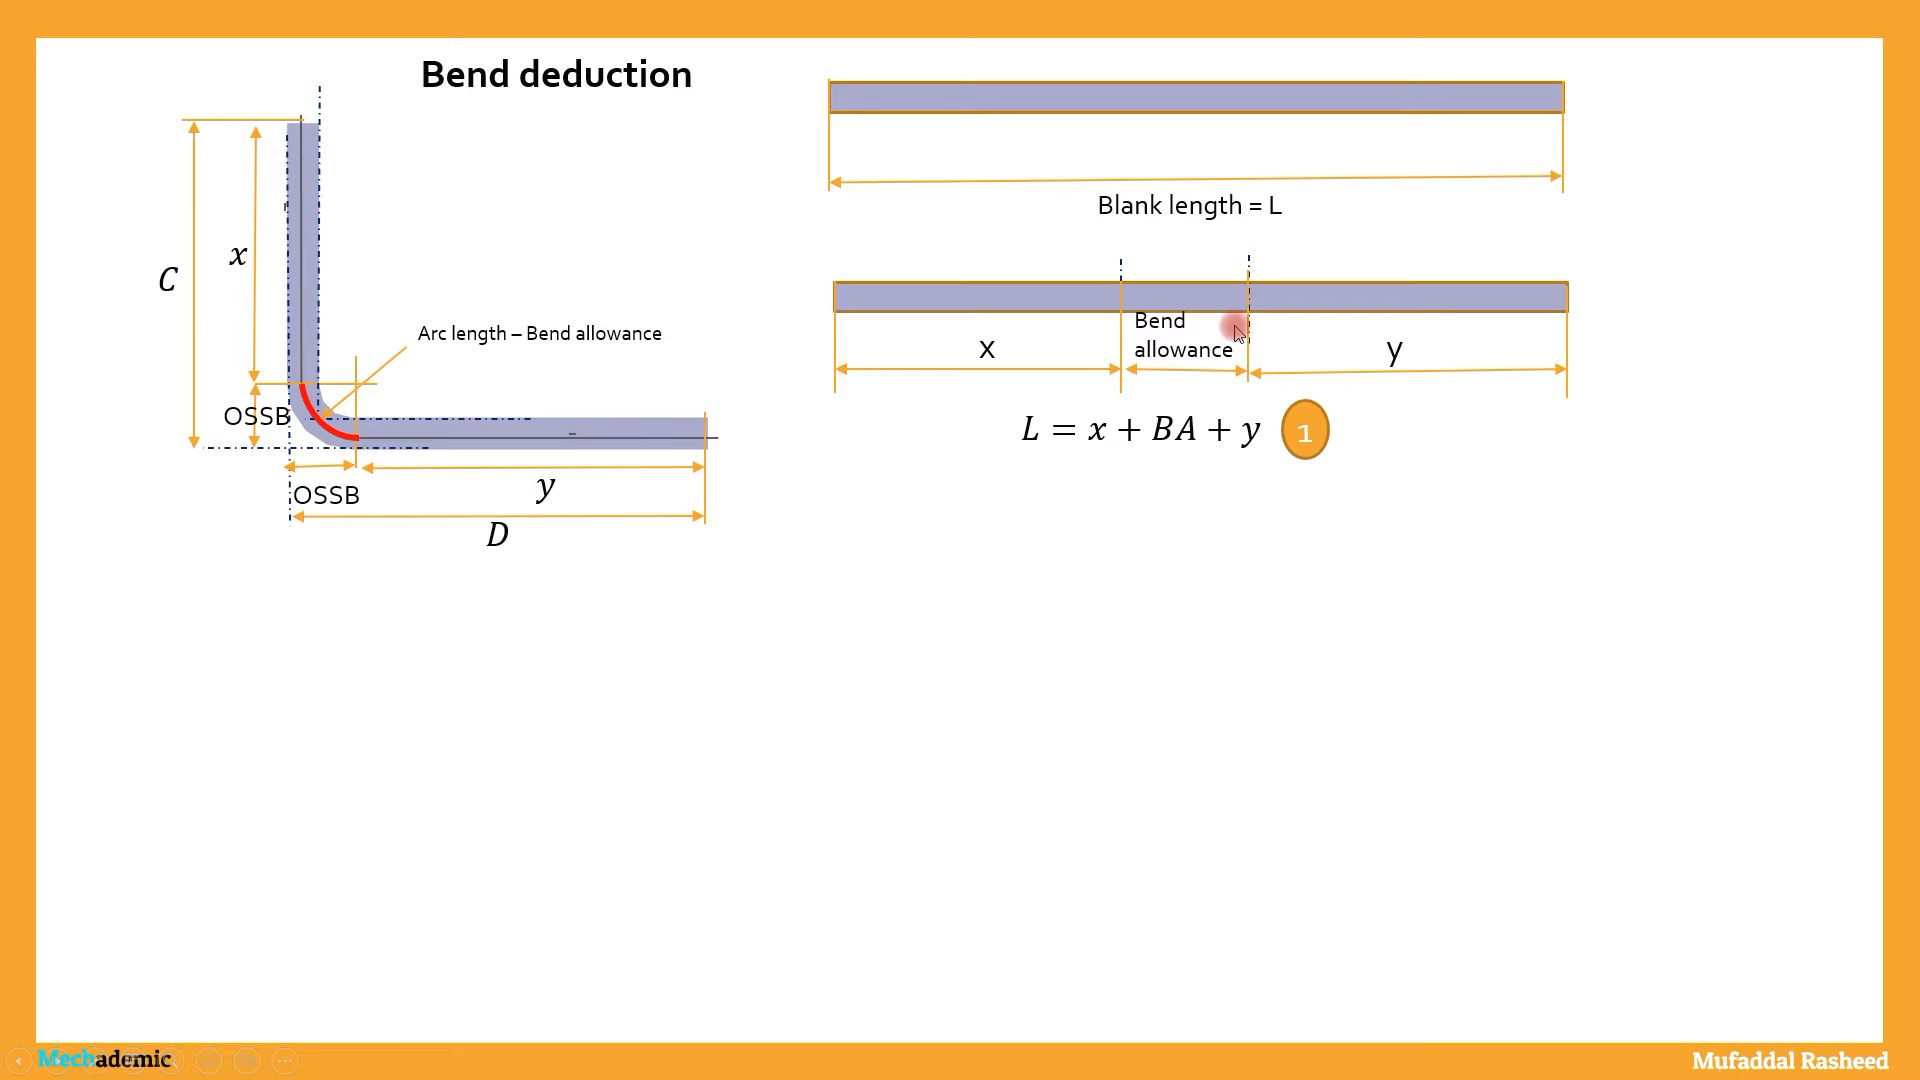 Bend deduction
Blank length = L
C
x
Arc length – Bend allowance
OSSB
OSSB
y
D
x
Bend
allowance
y
L = x + BA + y
1
Mechademic
Mufaddal Rasheed